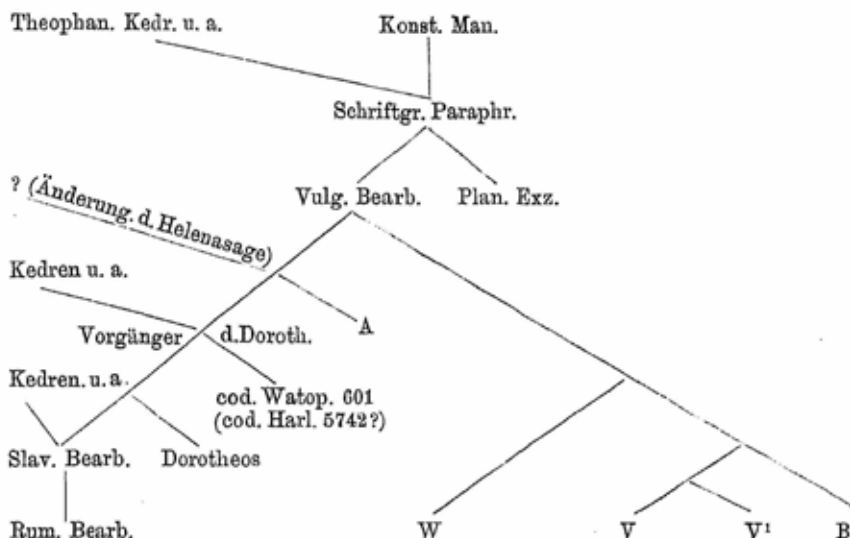 Theophan. Kedr. u. a. Konst. Man.
Schriftgr. Paraphr.
? (Änderung. d. Helenasage)
Vulg. Bearb. Plan. Exz.
Kedren u. a.
A
Vorgänger d. Doroth.
Kedren. u. a.
cod. Watop. 601
(cod. Harl. 5742?)
Slav. Bearb. Dorotheos
Rum. Bearb. W V V¹ B